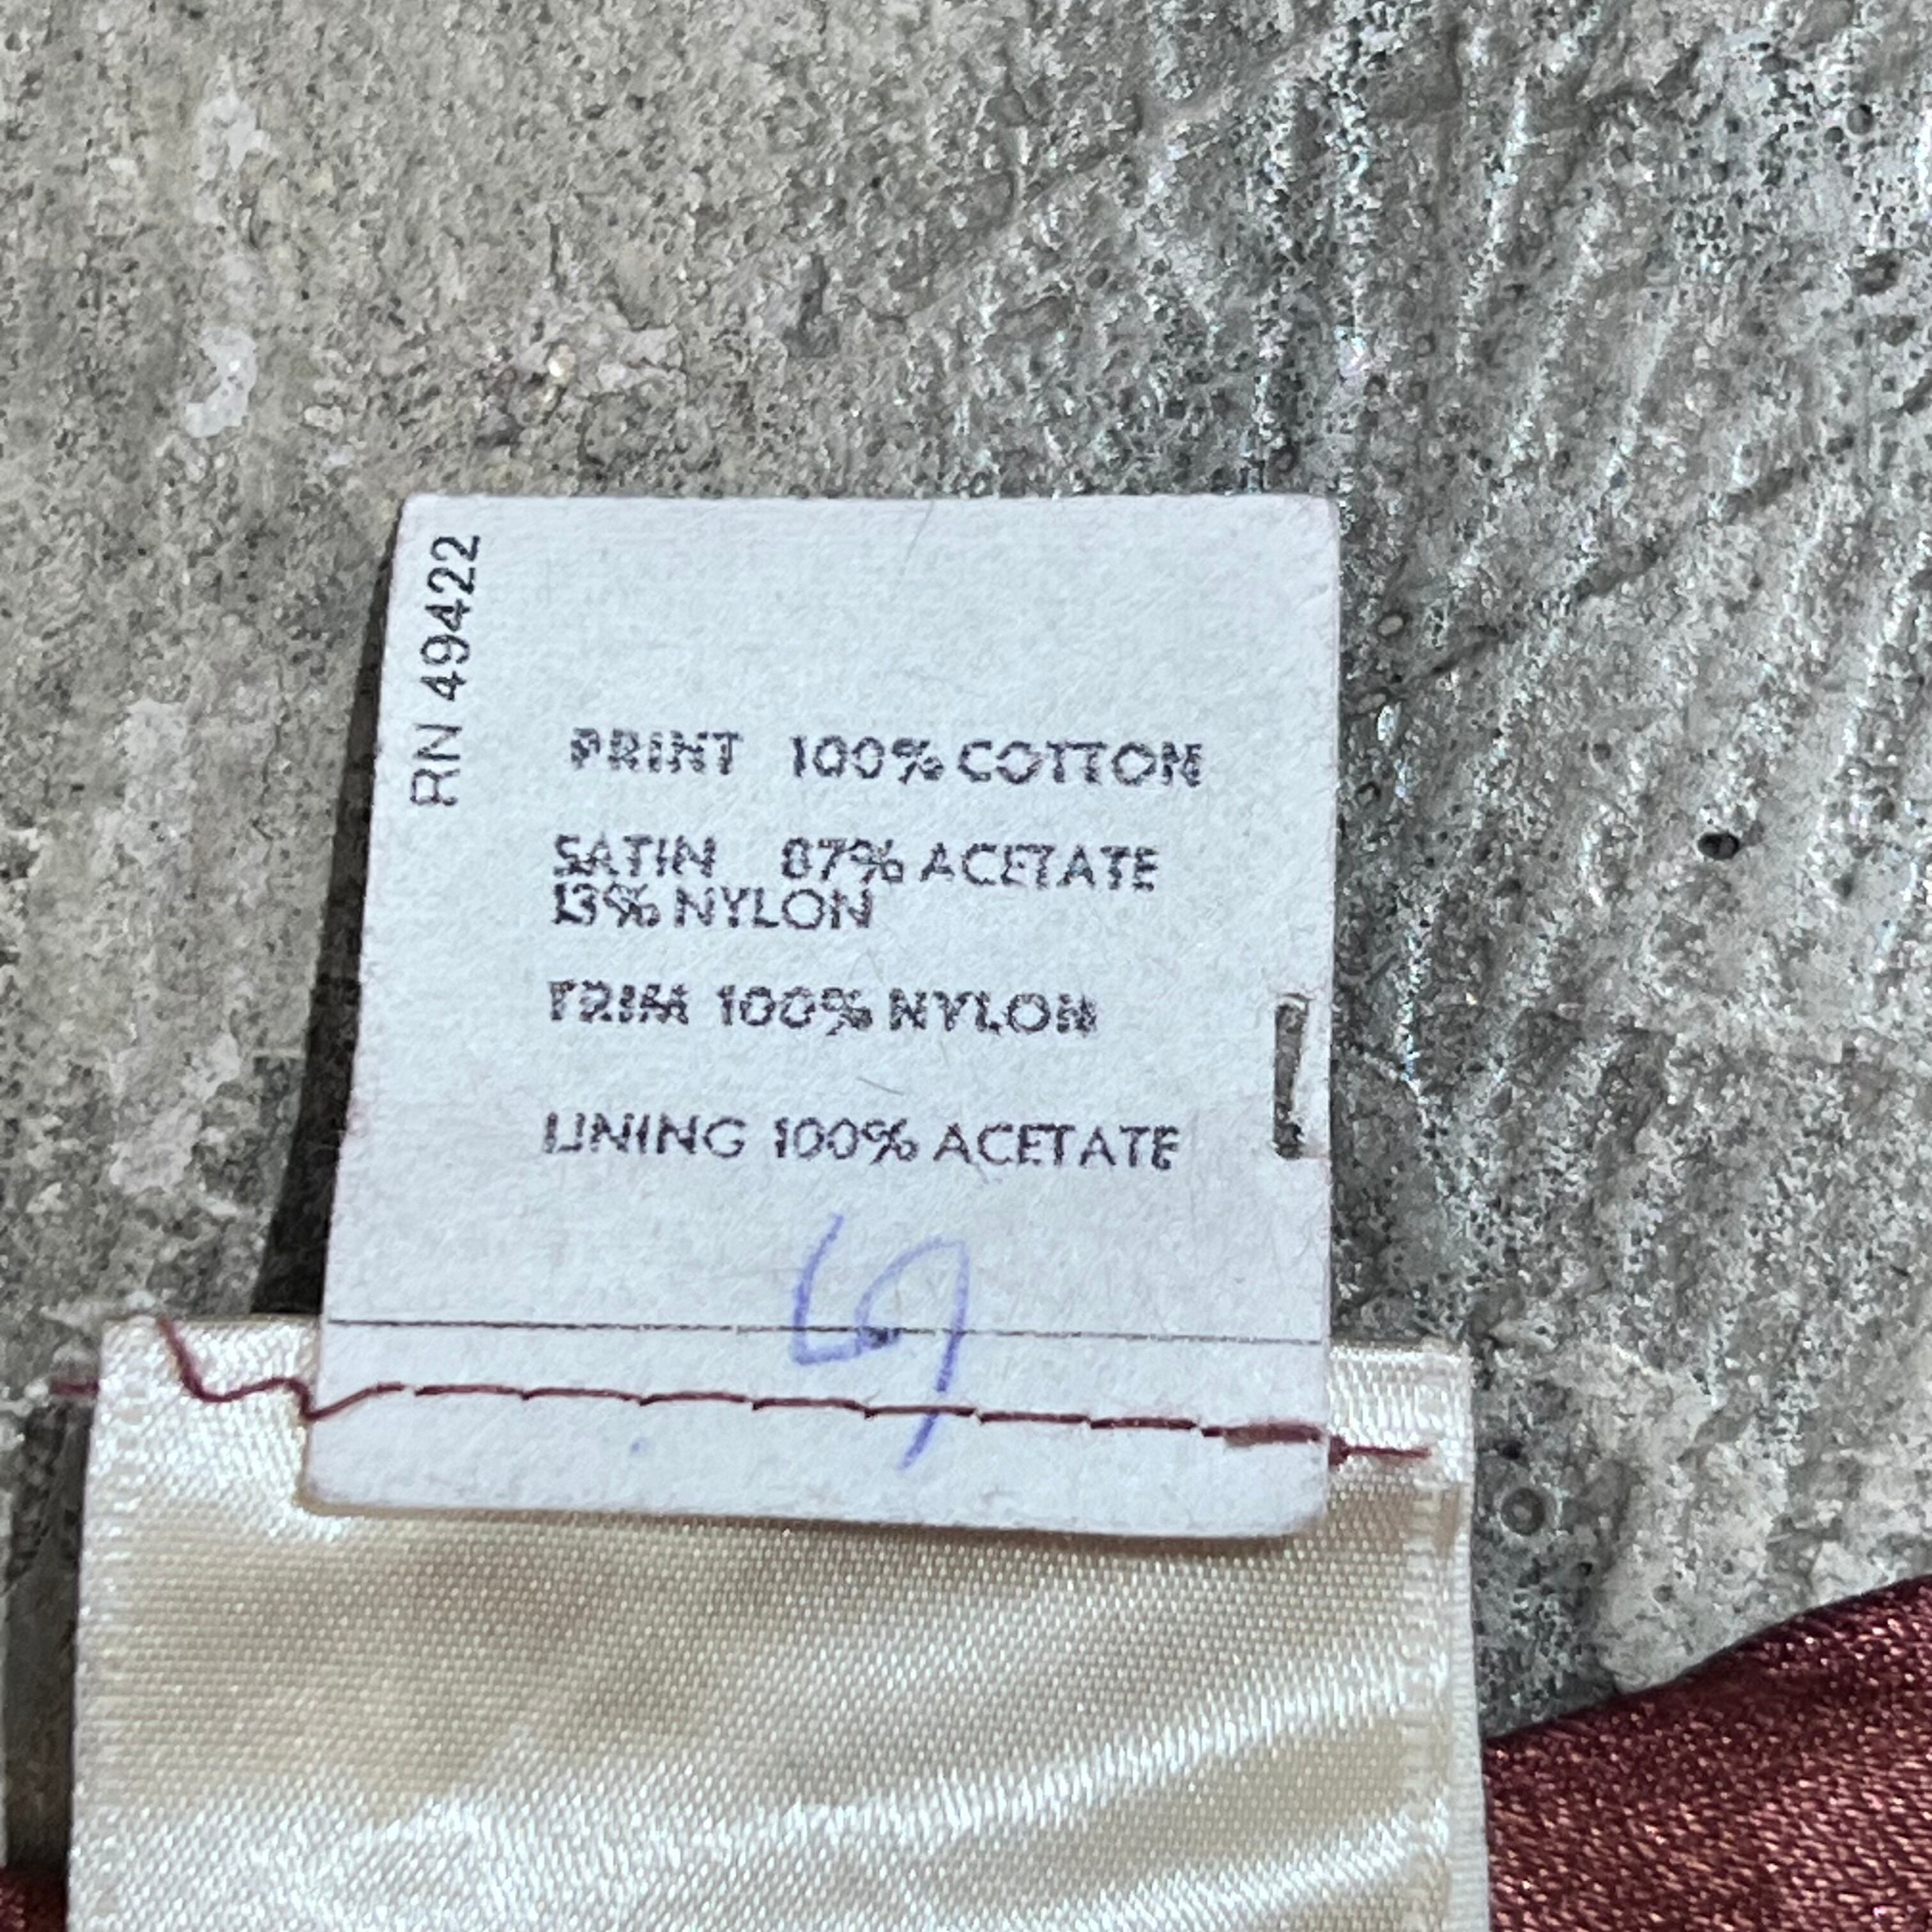 RN 49422
PRINT 100% COTTON
SATIN 87% ACETATE
13% NYLON
TRIM 100% NYLON
LINING 100% ACETATE